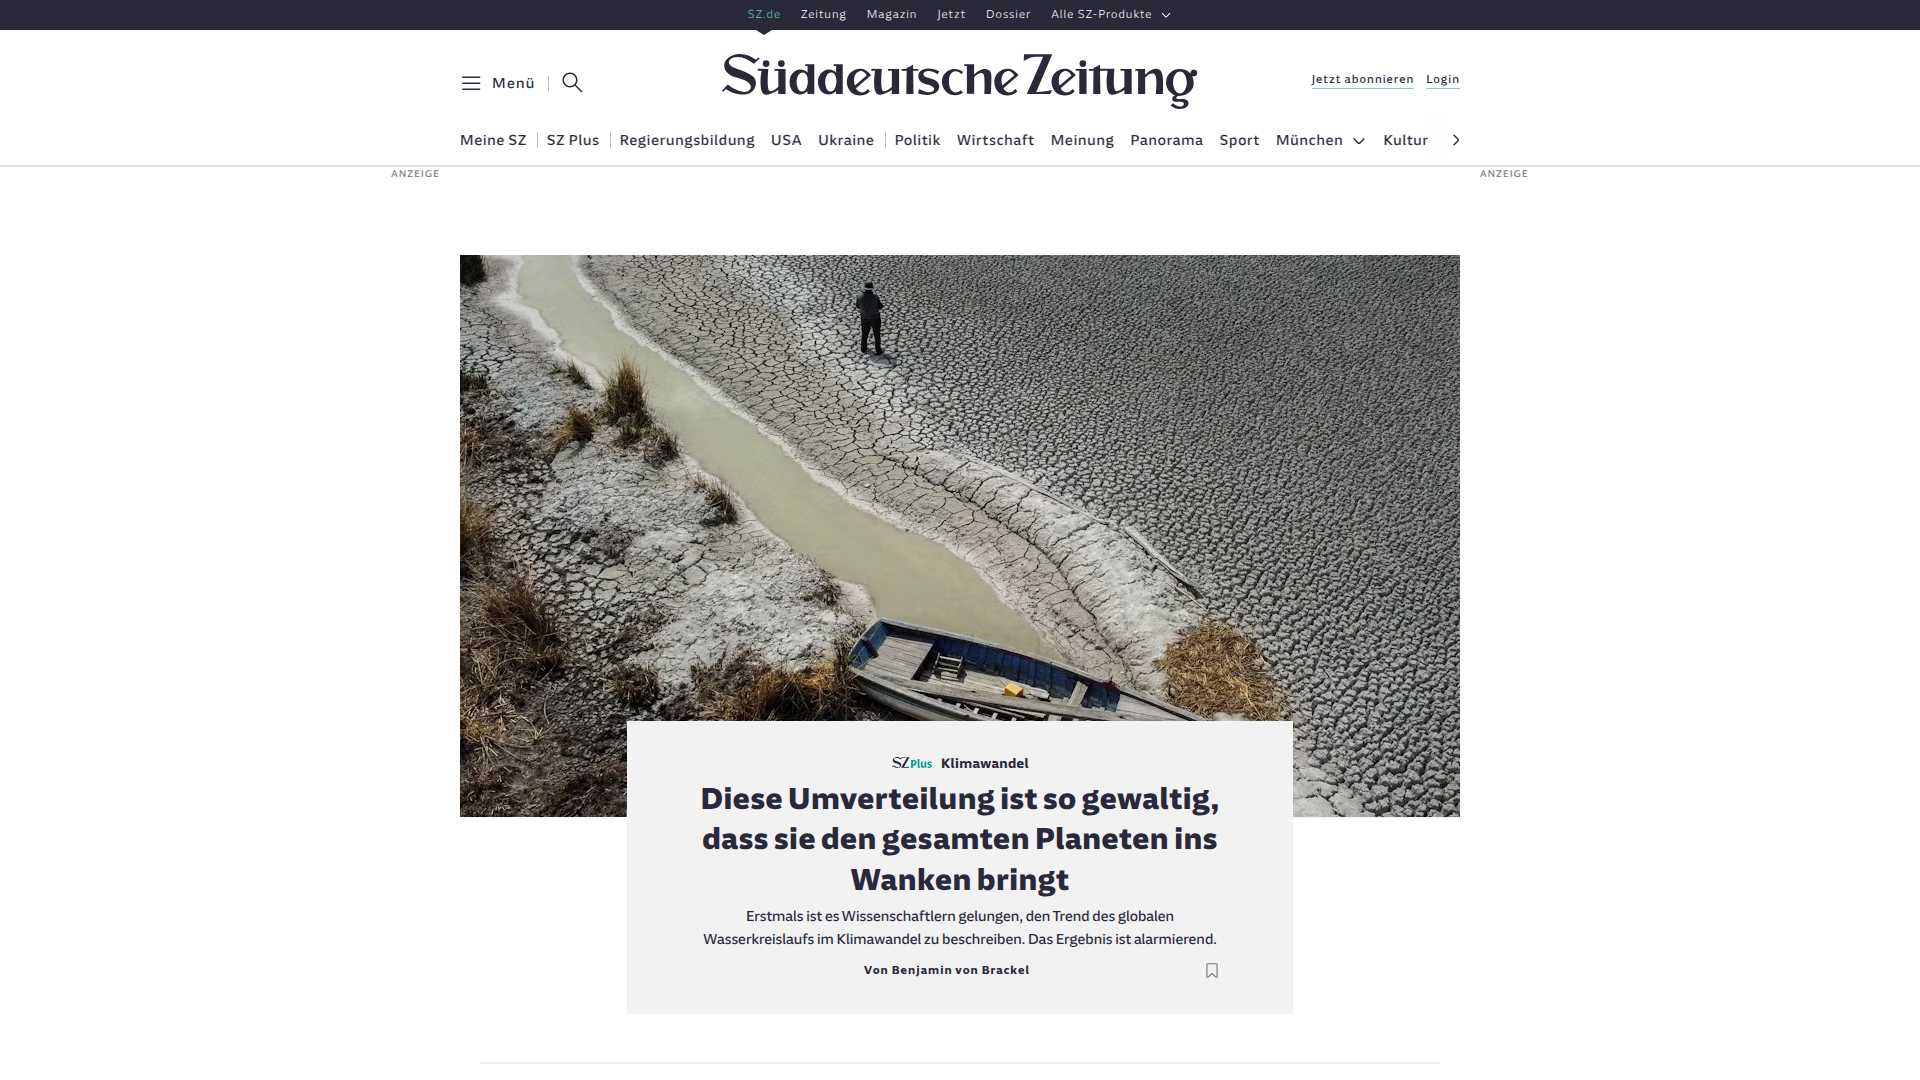 SZ.de Zeitung Magazin Jetzt Dossier Alle SZ-Produkte
Menü
Süddeutsche Zeitung
Jetzt abonnieren Login
Meine SZ SZ Plus Regierungsbildung USA Ukraine Politik Wirtschaft Meinung Panorama Sport München Kultur
ANZEIGE
ANZEIGE
SZ Plus Klimawandel
Diese Umverteilung ist so gewaltig,
dass sie den gesamten Planeten ins
Wanken bringt
Erstmals ist es Wissenschaftlern gelungen, den Trend des globalen
Wasserkreislaufs im Klimawandel zu beschreiben. Das Ergebnis ist alarmierend.
Von Benjamin von Brackel